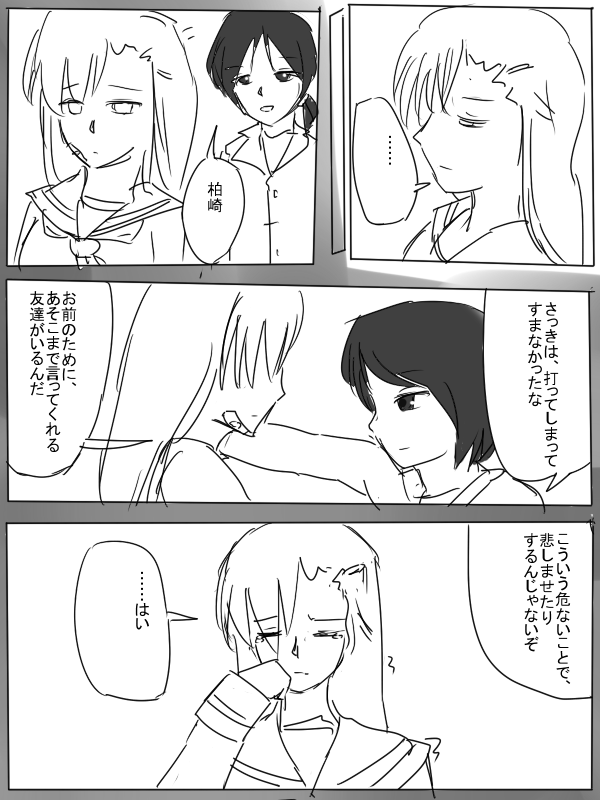 ……
柏崎
さっきは、打ってしまって
すまなかったな
お前のために、
あそこまで言ってくれる
友達がいるんだ
こういう危ないことで、
悲しませたり
するんじゃないぞ
……はい